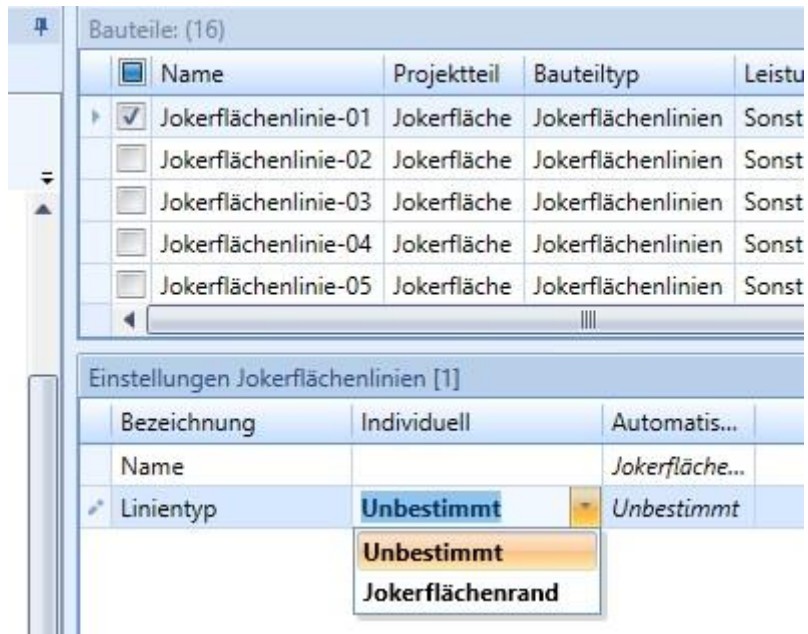 Bauteile: (16)
Name Projektteil Bauteiltyp Leistu
Jokerflächenlinie-01 Jokerfläche Jokerflächenlinien Sonst
Jokerflächenlinie-02 Jokerfläche Jokerflächenlinien Sonst
Jokerflächenlinie-03 Jokerfläche Jokerflächenlinien Sonst
Jokerflächenlinie-04 Jokerfläche Jokerflächenlinien Sonst
Jokerflächenlinie-05 Jokerfläche Jokerflächenlinien Sonst
Einstellungen Jokerflächenlinien [1]
Bezeichnung Individuell Automatis...
Name Jokerfläche...
Linientyp Unbestimmt Unbestimmt
Unbestimmt
Jokerflächenrand